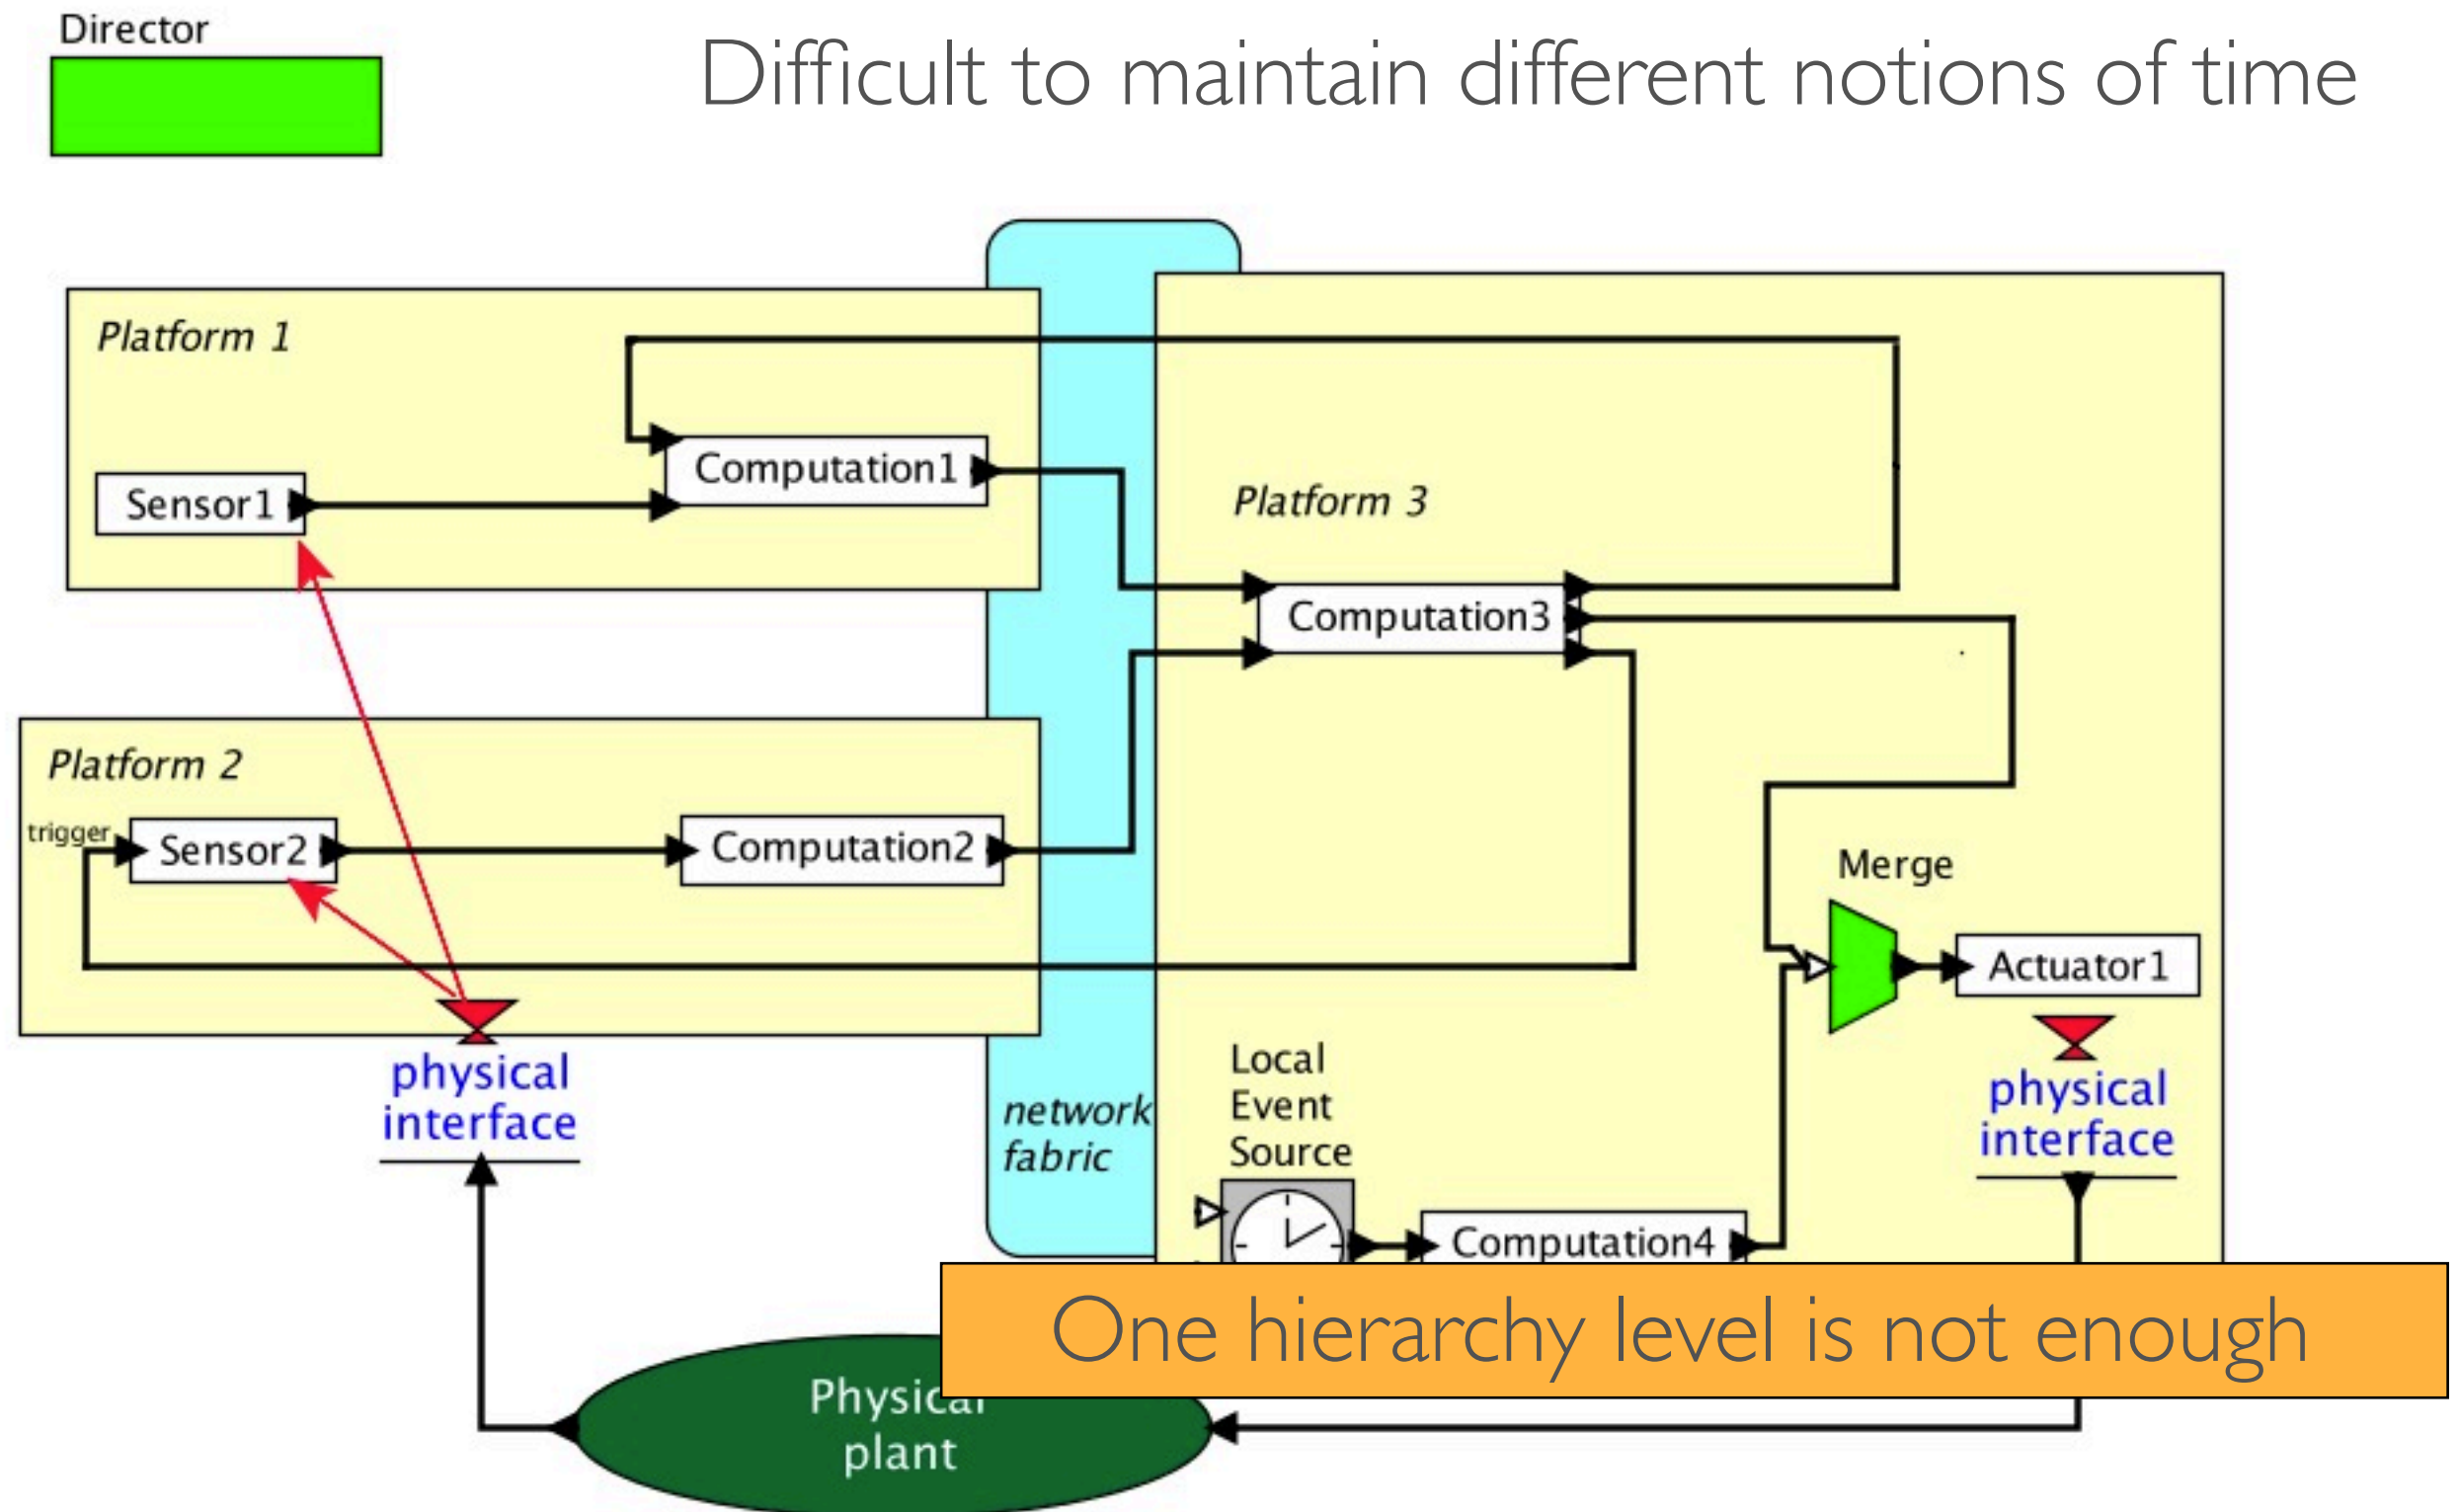 Director
Difficult to maintain different notions of time
Platform 1
Computation1
Sensor1
Platform 3
Computation3
Platform 2
trigger
Sensor2
Computation2
Merge
Actuator1
physical
interface
network
fabric
Local
Event
Source
physical
interface
Computation4
One hierarchy level is not enough
Physical
plant